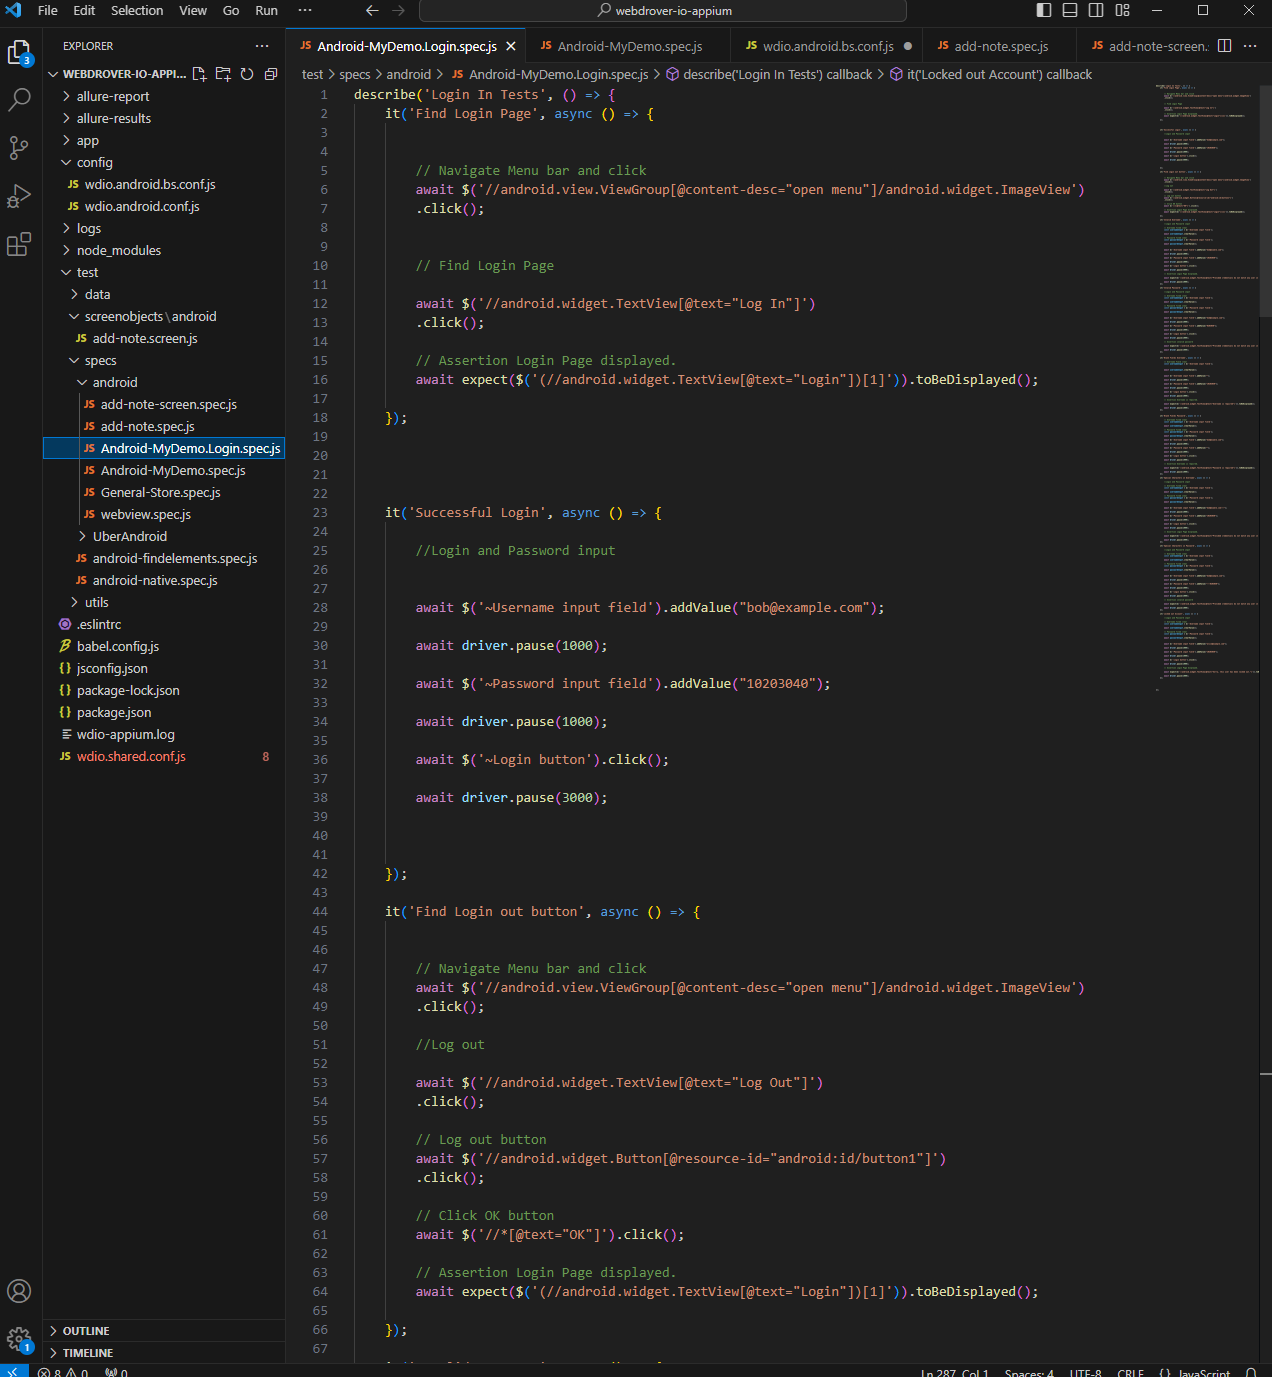 File Edit Selection View Go Run ··· webdrover-io-appium
EXPLORER
WEBDROVER-IO-APPI...
allure-report
allure-results
app
config
JS wdio.android.bs.conf.js
JS wdio.android.conf.js
logs
node_modules
test
data
screenobjects\android
JS add-note.screen.js
specs
android
JS add-note-screen.spec.js
JS add-note.spec.js
JS Android-MyDemo.Login.spec.js
JS Android-MyDemo.spec.js
JS General-Store.spec.js
JS webview.spec.js
UberAndroid
JS android-findelements.spec.js
JS android-native.spec.js
utils
.eslintrc
babel.config.js
{} jsconfig.json
{} package-lock.json
{} package.json
wdio-appium.log
JS wdio.shared.conf.js 8
OUTLINE
TIMELINE
3
1
JS Android-MyDemo.Login.spec.js JS Android-MyDemo.spec.js JS wdio.android.bs.conf.js JS add-note.spec.js JS add-note-screen.
test > specs > android > JS Android-MyDemo.Login.spec.js > describe('Login In Tests') callback > it('Locked out Account') callback
1 describe('Login In Tests', () => {
2 it('Find Login Page', async () => {
3
4
5 // Navigate Menu bar and click
6 await $('//android.view.ViewGroup[@content-desc="open menu"]/android.widget.ImageView')
7 .click();
8
9
10 // Find Login Page
11
12 await $('//android.widget.TextView[@text="Log In"]')
13 .click();
14
15 // Assertion Login Page displayed.
16 await expect($('(//android.widget.TextView[@text="Login"])[1]')).toBeDisplayed();
17
18 });
19
20
21
22
23 it('Successful Login', async () => {
24
25 //Login and Password input
26
27
28 await $('~Username input field').addValue("bob@example.com");
29
30 await driver.pause(1000);
31
32 await $('~Password input field').addValue("10203040");
33
34 await driver.pause(1000);
35
36 await $('~Login button').click();
37
38 await driver.pause(3000);
39
40
41
42 });
43
44 it('Find Login out button', async () => {
45
46
47 // Navigate Menu bar and click
48 await $('//android.view.ViewGroup[@content-desc="open menu"]/android.widget.ImageView')
49 .click();
50
51 //Log out
52
53 await $('//android.widget.TextView[@text="Log Out"]')
54 .click();
55
56 // Log out button
57 await $('//android.widget.Button[@resource-id="android:id/button1"]')
58 .click();
59
60 // Click OK button
61 await $('//*[@text="OK"]').click();
62
63 // Assertion Login Page displayed.
64 await expect($('(//android.widget.TextView[@text="Login"])[1]')).toBeDisplayed();
65
66 });
67
8 0 0 Ln 287, Col 1 Spaces: 4 UTF-8 CRLF {} JavaScript